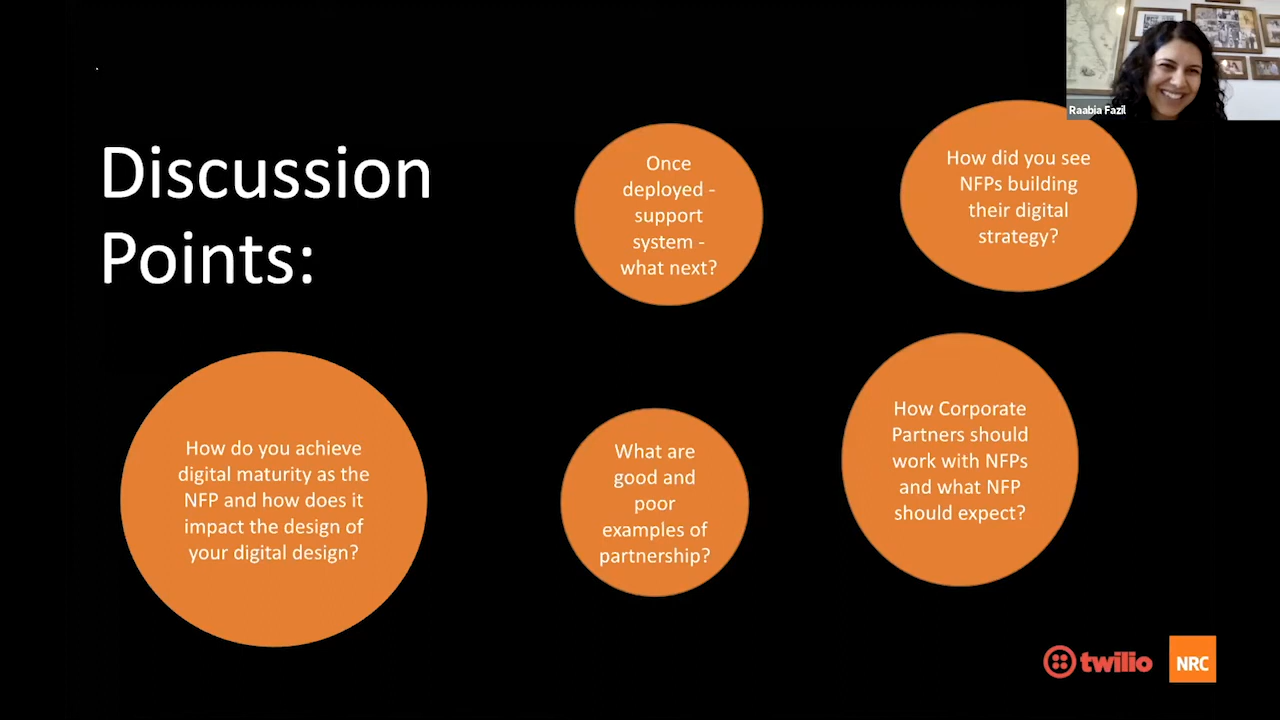 Discussion
Points:
Once
deployed -
support
system -
what next?
How did you see
NFPs building
their digital
strategy?
Raabia Fazil
How do you achieve
digital maturity as the
NFP and how does it
impact the design of
your digital design?
What are
good and
poor
examples of
partnership?
How Corporate
Partners should
work with NFPs
and what NFP
should expect?
twilio
NRC